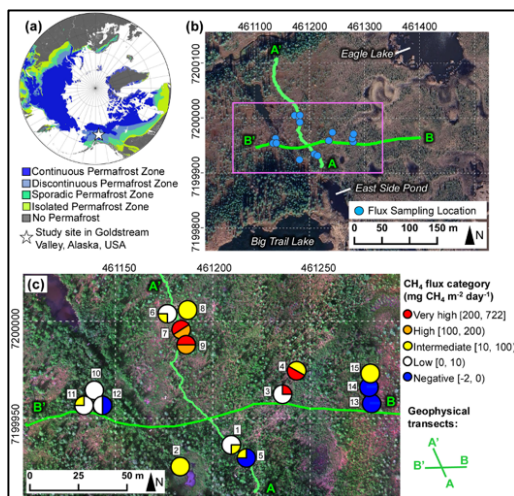 (a)
Continuous Permafrost Zone
Discontinuous Permafrost Zone
Sporadic Permafrost Zone
Isolated Permafrost Zone
No Permafrost
Study site in Goldstream
Valley, Alaska, USA
(b)
461100 461200 461300 461400
7200100
7200000
7199900
7199800
A'
Eagle Lake
B'
B
A
East Side Pond
Big Trail Lake
Flux Sampling Location
0 50 100 150 m
N
(c)
461150 461200 461250
7200000
7199950
A'
6
8
7
9
4
15
14
13
3
10
11
12
B'
B
1
2
5
A
0 25 50 m
N
CH₄ flux category
(mg CH₄ m⁻² day⁻¹)
Very high [200, 722]
High [100, 200)
Intermediate [10, 100)
Low [0, 10)
Negative [-2, 0)
Geophysical
transects:
A'
B' B
A